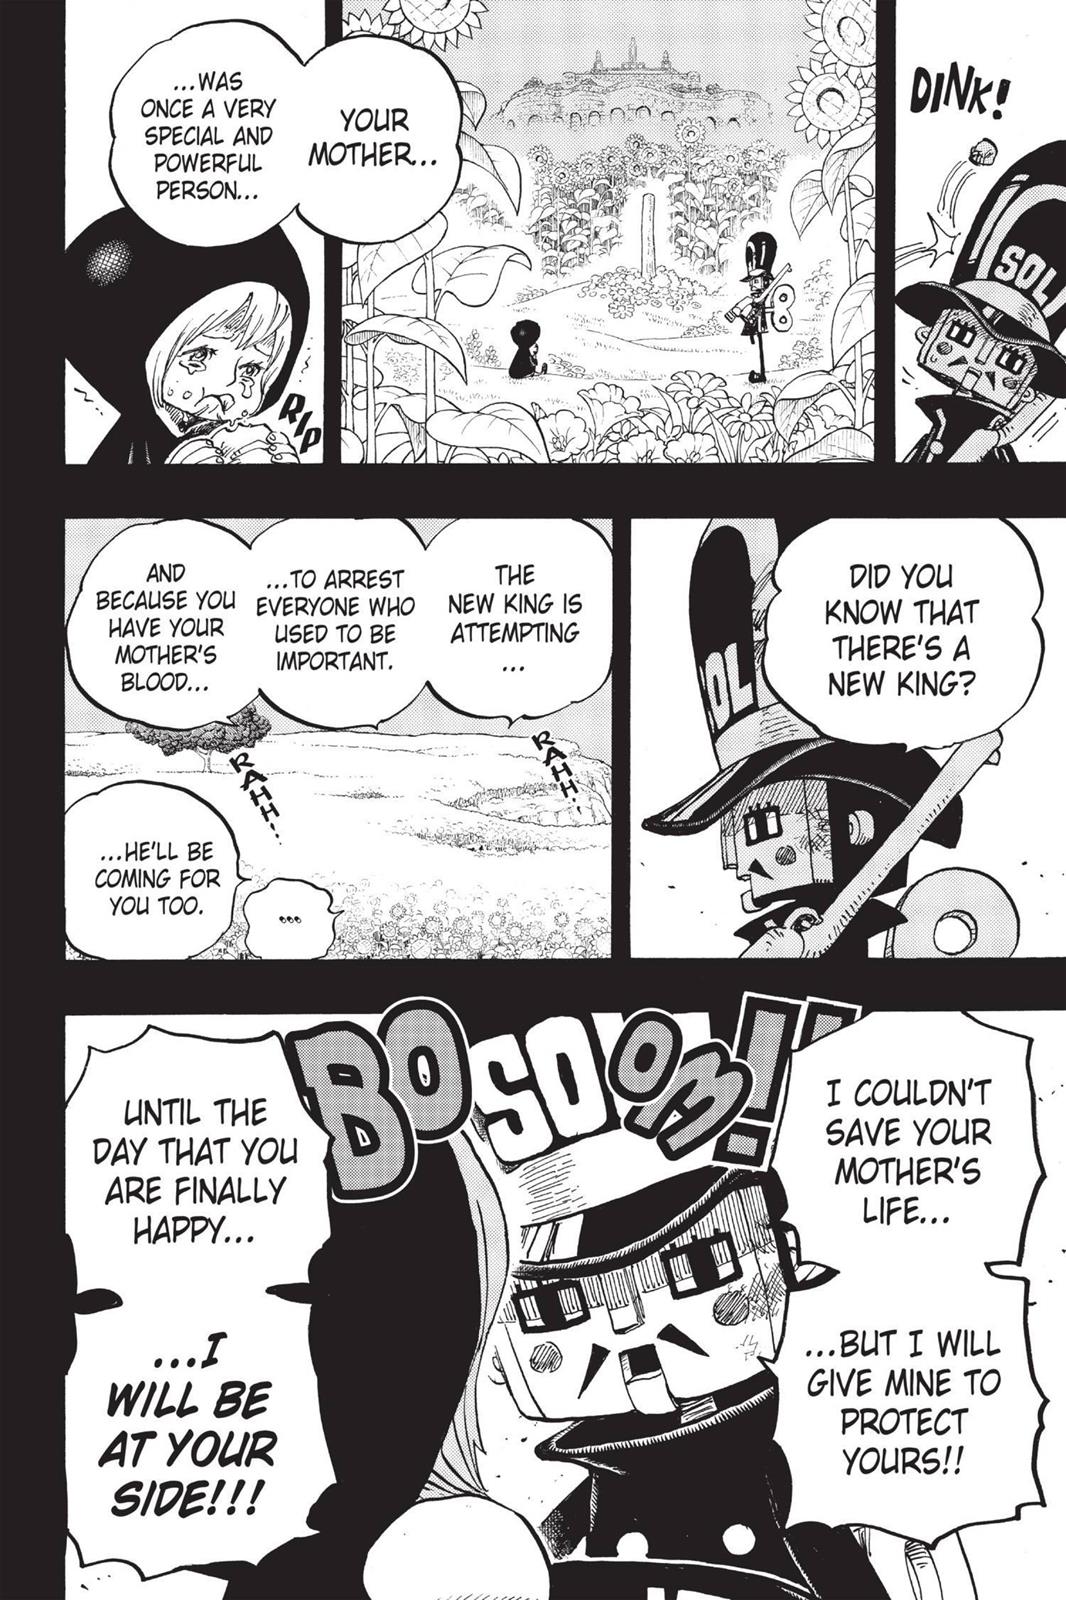 DINK!
SOL
YOUR
MOTHER...
...WAS
ONCE A VERY
SPECIAL AND
POWERFUL
PERSON...
RIP
DID YOU
KNOW THAT
THERE'S A
NEW KING?
SOL
THE
NEW KING IS
ATTEMPTING
...
...TO ARREST
EVERYONE WHO
USED TO BE
IMPORTANT.
AND
BECAUSE YOU
HAVE YOUR
MOTHER'S
BLOOD...
RAHH!
RAHH!
...HE'LL BE
COMING FOR
YOU TOO.
...
I COULDN'T
SAVE YOUR
MOTHER'S
LIFE...
BOOM!!
SO
...BUT I WILL
GIVE MINE TO
PROTECT
YOURS!!
UNTIL THE
DAY THAT YOU
ARE FINALLY
HAPPY...
...I
WILL BE
AT YOUR
SIDE!!!